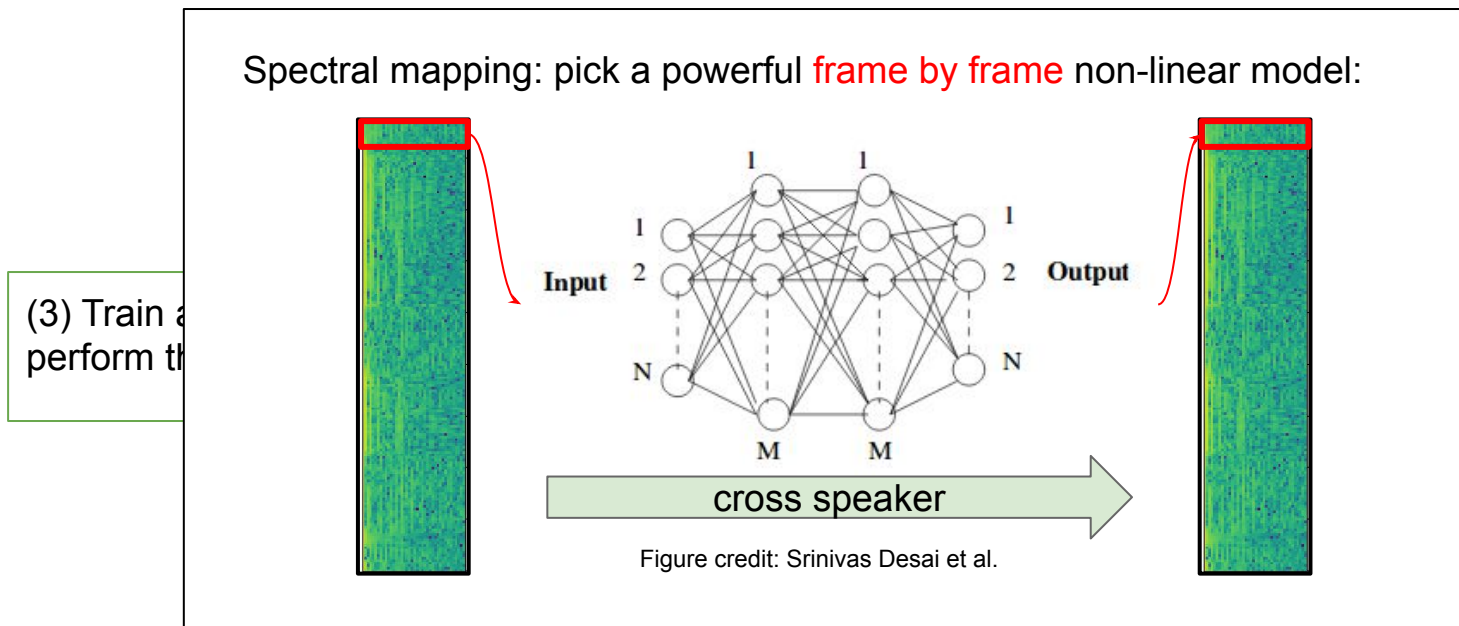 Spectral mapping: pick a powerful frame by frame non-linear model:
1 1
1 1
Input 2 2 Output
(3) Train
perform
N N
M M
cross speaker
Figure credit: Srinivas Desai et al.